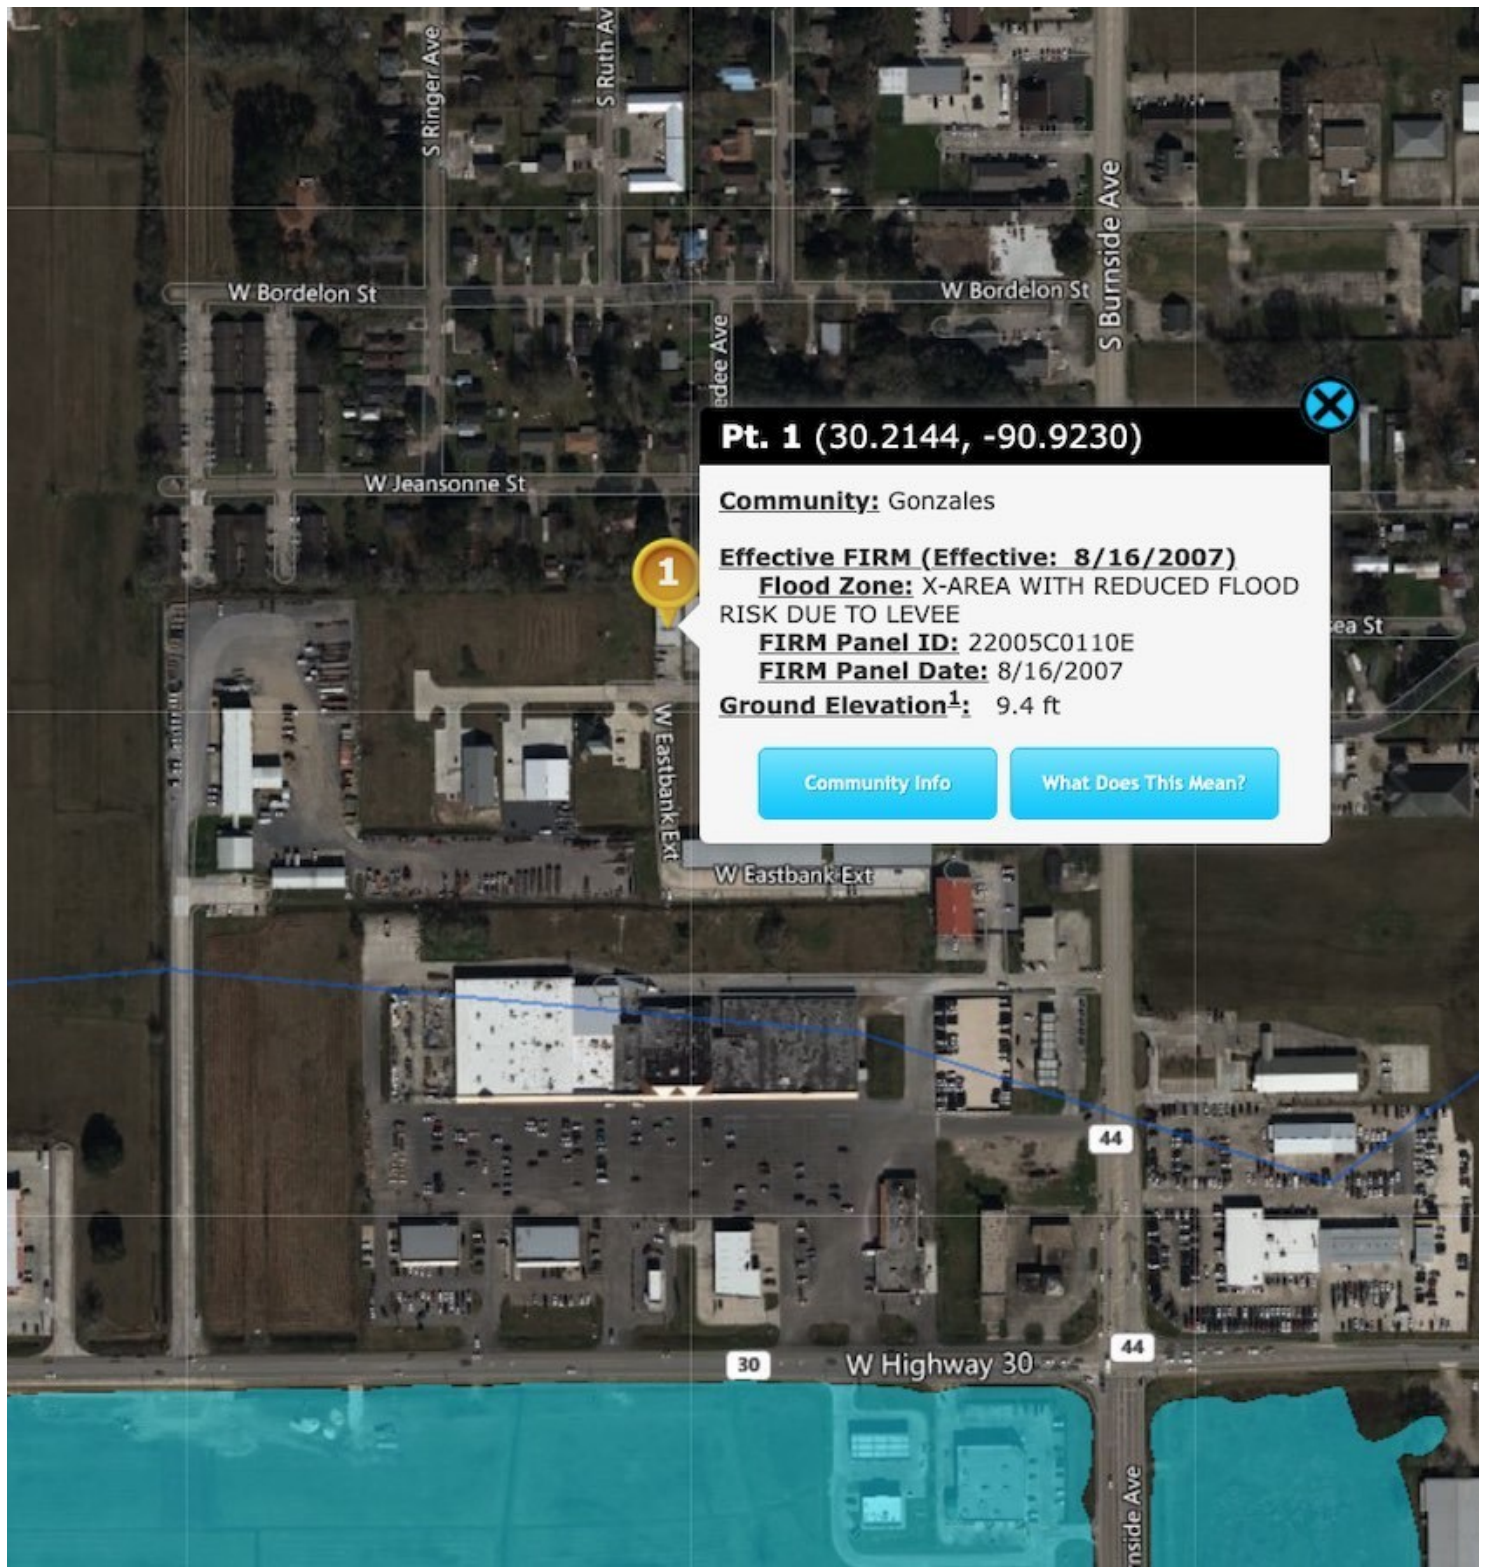 S Ringer Ave
S Ruth Av
S Burnside Ave
W Bordelon St
W Bordelon St
edee Ave
W Jeansonne St
Pt. 1 (30.2144, -90.9230)
Community: Gonzales
Effective FIRM (Effective: 8/16/2007)
Flood Zone: X-AREA WITH REDUCED FLOOD
RISK DUE TO LEVEE
FIRM Panel ID: 22005C0110E
FIRM Panel Date: 8/16/2007
Ground Elevation1: 9.4 ft
Community Info
What Does This Mean?
1
sea St
W Eastbank Ext
W Eastbank Ext
44
44
30
W Highway 30
nside Ave